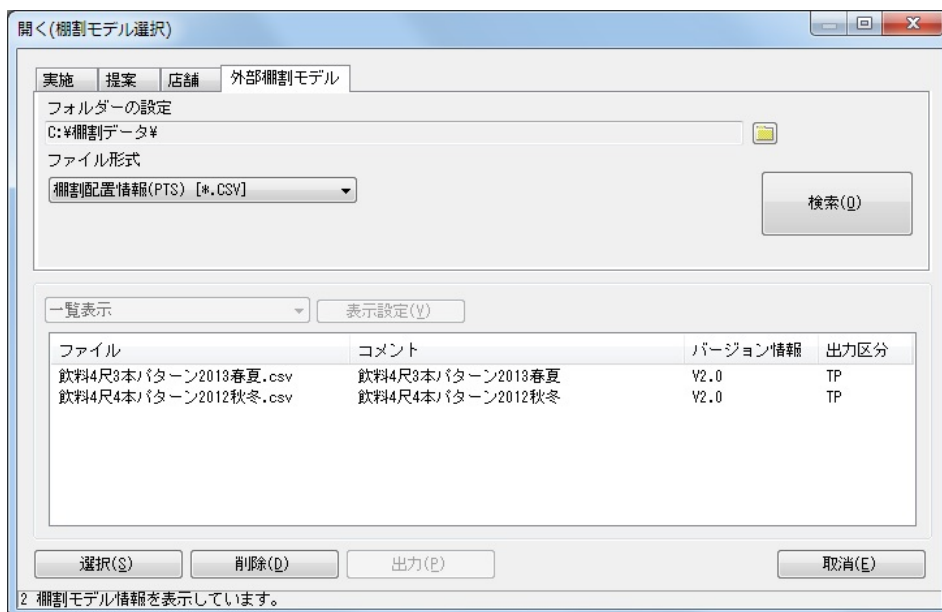 開く(棚割モデル選択)
実施 提案 店舗 外部棚割モデル
フォルダーの設定
C:¥棚割データ¥
ファイル形式
棚割配置情報(PTS) [*.CSV]
検索(Q)
一覧表示 表示設定(V)
ファイル コメント バージョン情報 出力区分
飲料4尺3本パターン2013春夏.csv 飲料4尺3本パターン2013春夏 V2.0 TP
飲料4尺4本パターン2012秋冬.csv 飲料4尺4本パターン2012秋冬 V2.0 TP
選択(S) 削除(D) 出力(P) 取消(E)
2 棚割モデル情報を表示しています。